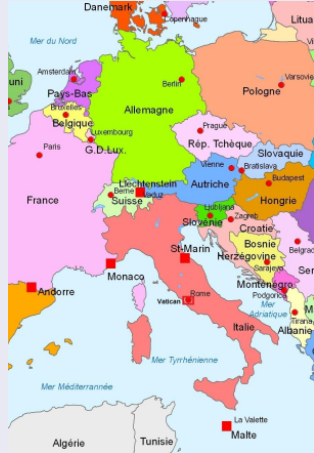 Danemark
Copenhague
Litua
Mer du Nord
uni
Amsterdam
Pays-Bas
Berlin
Varsovie
Pologne
Allemagne
Bruxelles
Belgique
Luxembourg
G.D.Lux.
Prague
Rép. Tchèque
Paris
Slovaquie
Vienne
Bratislava
France
Liechtenstein
Berne
Vaduz
Suisse
Autriche
Budapest
Hongrie
Ljubljana
Slovénie
Zagreb
Croatie
St-Marin
Bosnie
Herzégovine
Belgrad
Sarajevo
Ser
Monaco
Andorre
Monténégro
Podgorica
Mer
Adriatique
Vatican
Rome
Tirana
Albanie
M
Italie
Mer Tyrrhénienne
Mer Méditerrannée
La Valette
Malte
Algérie
Tunisie